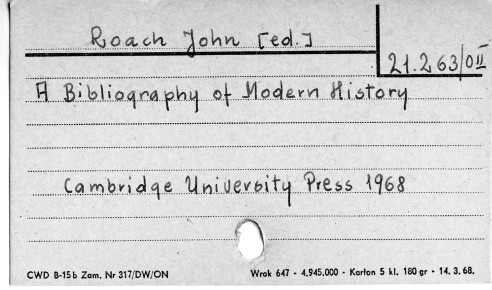 Roach John [ed.]
21.263/0II
A Bibliography of Modern History
Cambridge University Press 1968
CWD B-15b Zam. Nr 317/DW/ON Wrak 647 - 4,945.000 - Karton 5 kl. 180 gr - 14. 3. 68.